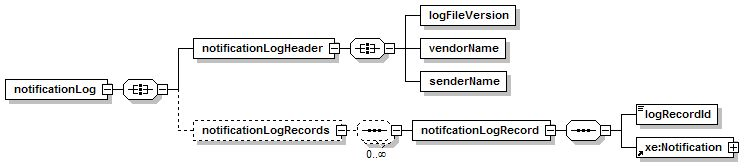 notificationLog
notificationLogHeader
logFileVersion
vendorName
senderName
notificationLogRecords
0..∞
notifcationLogRecord
logRecordId
xe:Notification